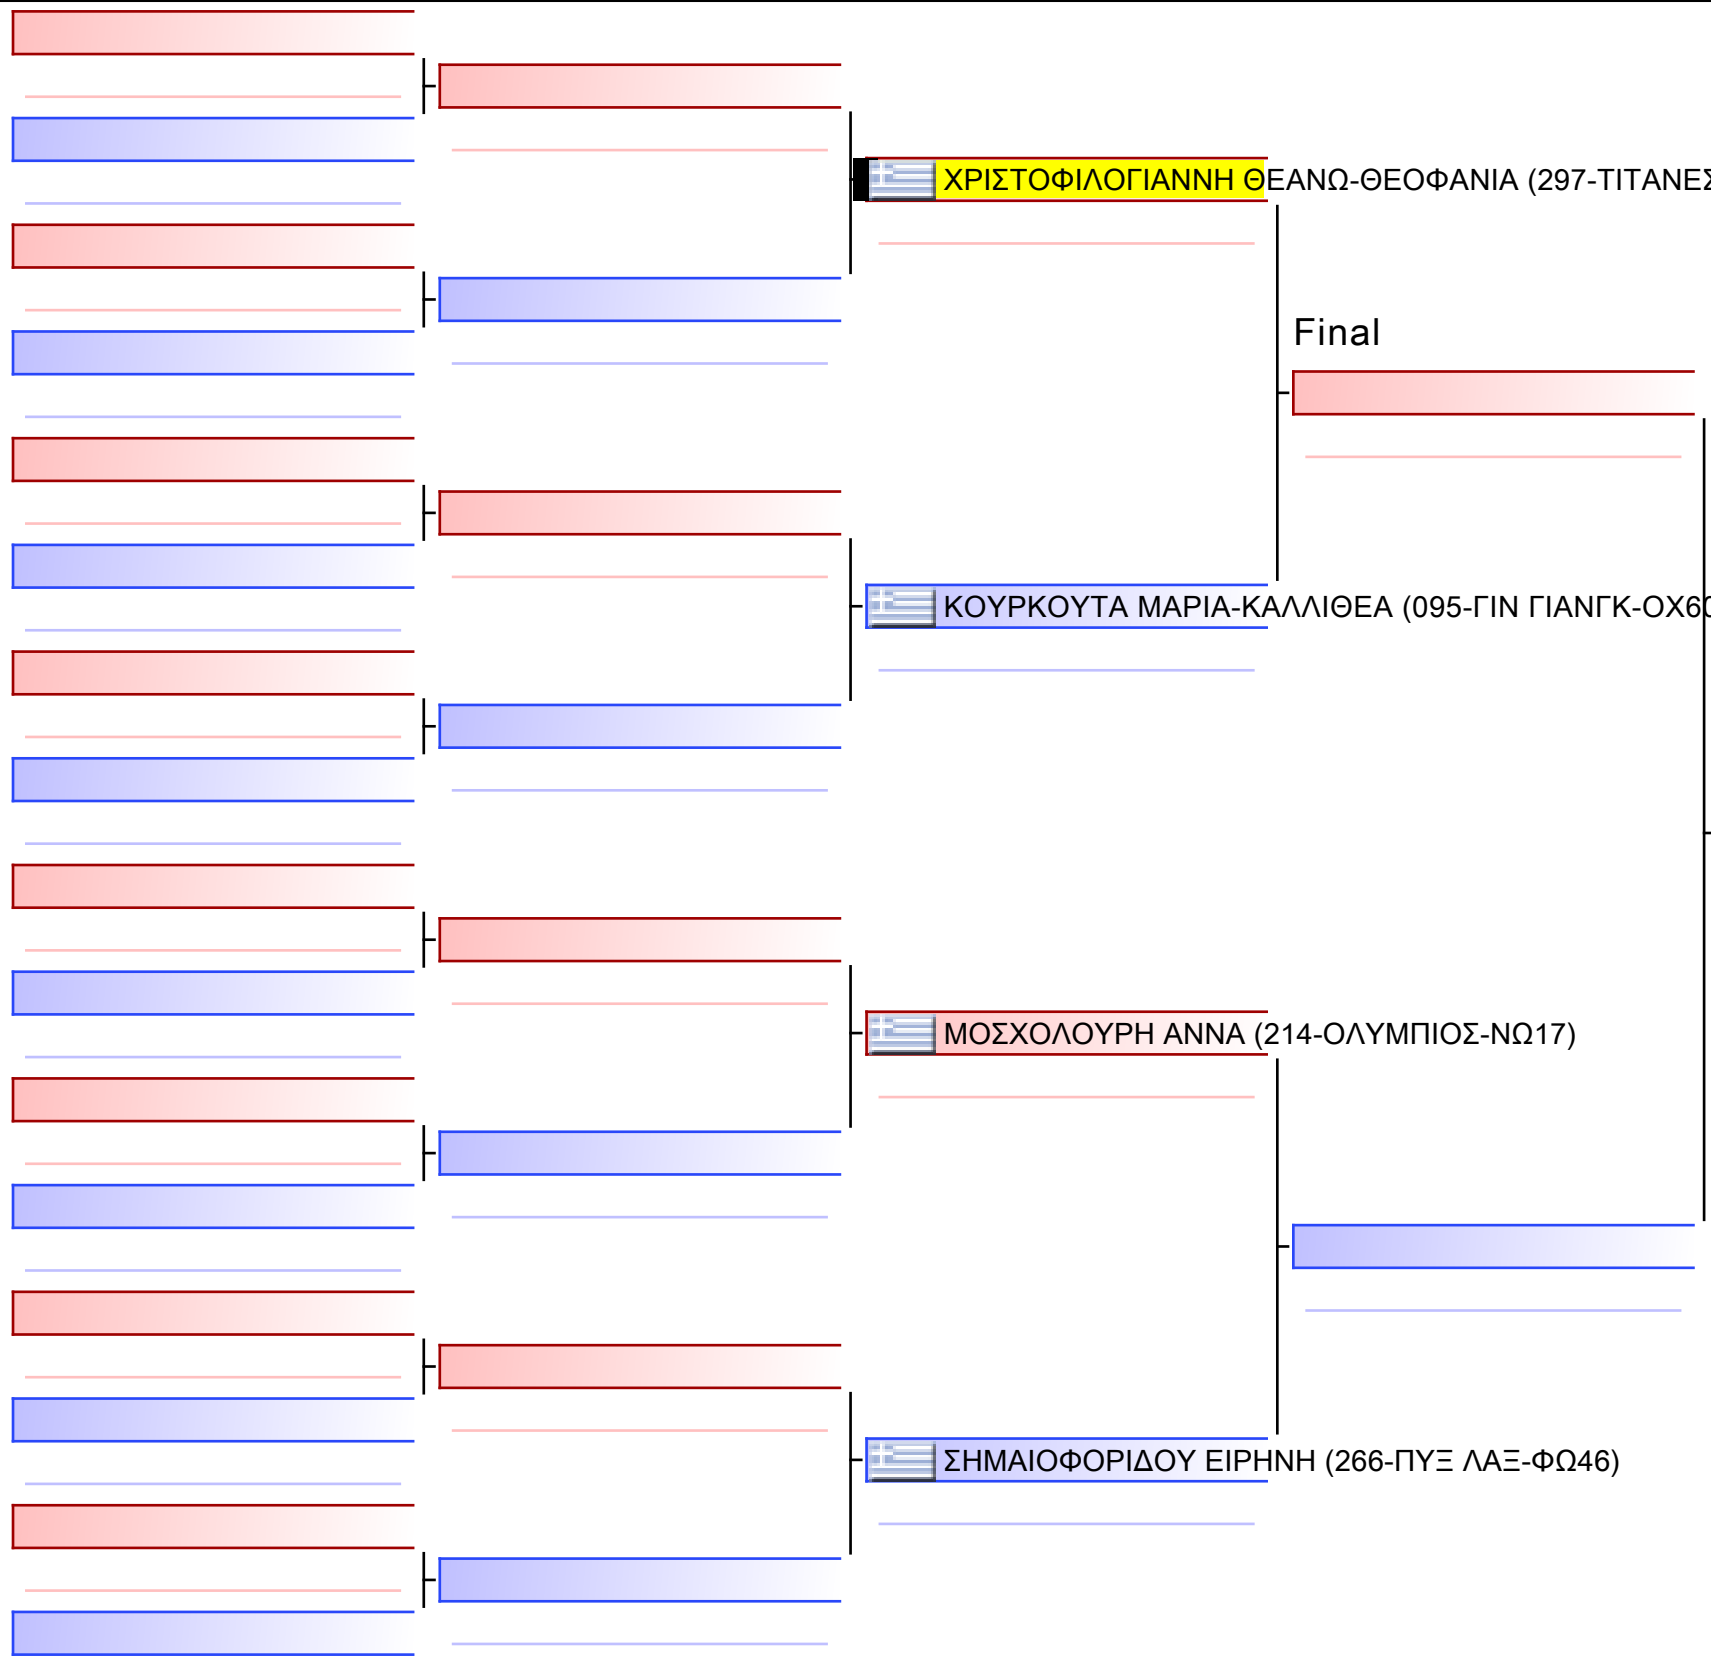 ΧΡΙΣΤΟΦΙΛΟΓΙΑΝΝΗ ΘΕΑΝΩ-ΘΕΟΦΑΝΙΑ (297-ΤΙΤΑΝΕΣ
Final
ΚΟΥΡΚΟΥΤΑ ΜΑΡΙΑ-ΚΑΛΛΙΘΕΑ (095-ΓΙΝ ΓΙΑΝΓΚ-ΟΧ60
ΜΟΣΧΟΛΟΥΡΗ ΑΝΝΑ (214-ΟΛΥΜΠΙΟΣ-ΝΩ17)
ΣΗΜΑΙΟΦΟΡΙΔΟΥ ΕΙΡΗΝΗ (266-ΠΥΞ ΛΑΞ-ΦΩ46)